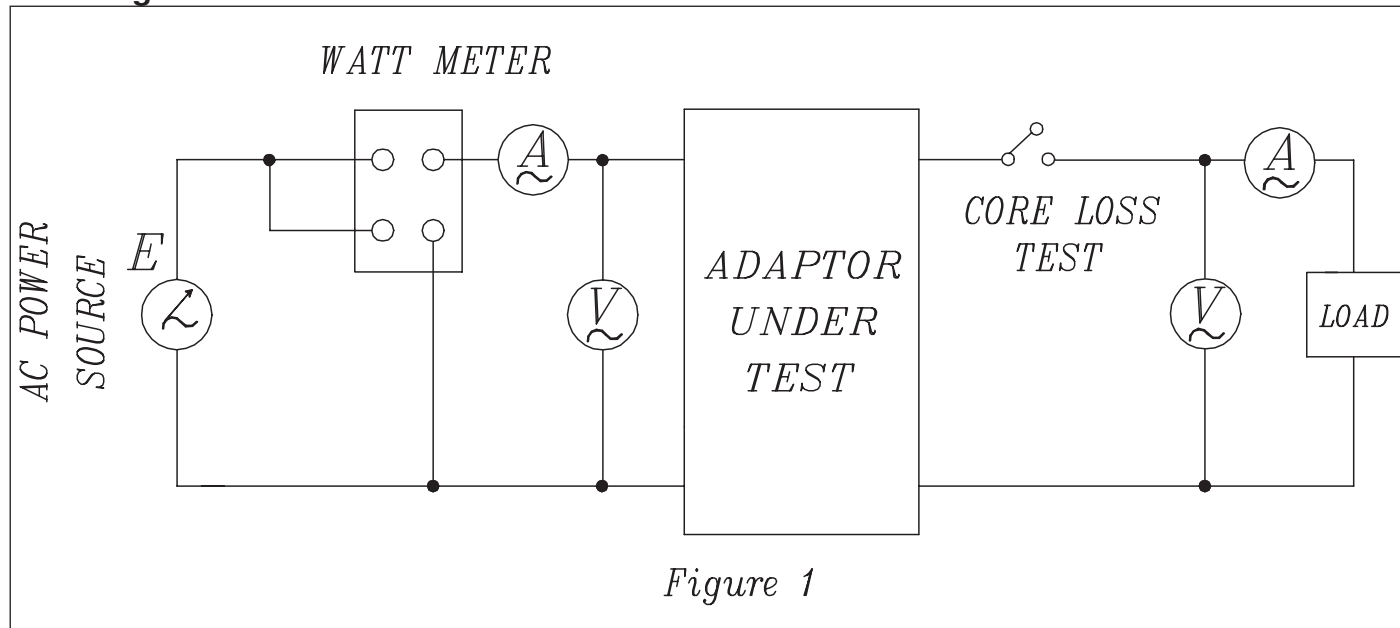 WATT METER
AC POWER
SOURCE
E
A
V
ADAPTOR
UNDER
TEST
CORE LOSS
TEST
A
V
LOAD
Figure 1